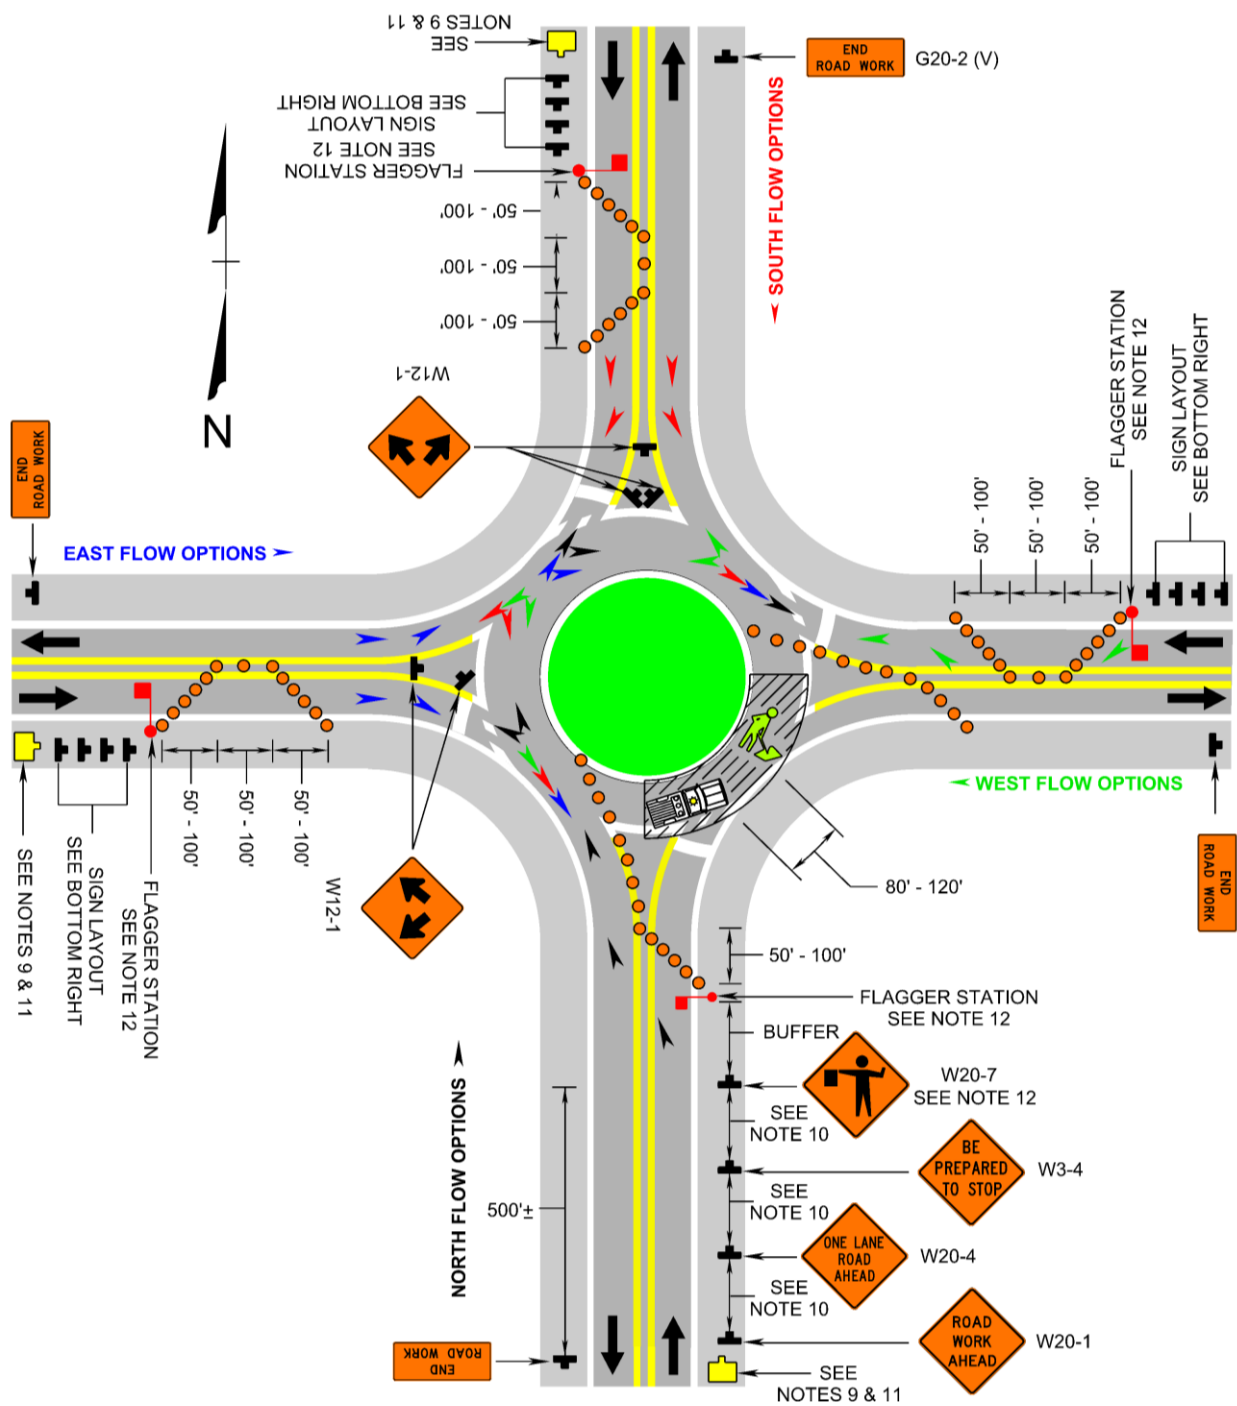 SEE
NOTES 9 & 11
END
ROAD WORK
G20-2 (V)
SIGN LAYOUT
SEE BOTTOM RIGHT
FLAGGER STATION
SEE NOTE 12
50' - 100'
50' - 100'
50' - 100'
SOUTH FLOW OPTIONS
W12-1
N
END
ROAD WORK
EAST FLOW OPTIONS
FLAGGER STATION
SEE NOTE 12
SIGN LAYOUT
SEE BOTTOM RIGHT
50' - 100'
50' - 100'
50' - 100'
WEST FLOW OPTIONS
END
ROAD WORK
50' - 100'
50' - 100'
50' - 100'
W12-1
FLAGGER STATION
SEE NOTE 12
SIGN LAYOUT
SEE BOTTOM RIGHT
SEE NOTES 9 & 11
80' - 120'
50' - 100'
FLAGGER STATION
SEE NOTE 12
BUFFER
W20-7
SEE NOTE 12
SEE
NOTE 10
BE
PREPARED
TO STOP
W3-4
SEE
NOTE 10
ONE LANE
ROAD
AHEAD
W20-4
SEE
NOTE 10
ROAD
WORK
AHEAD
W20-1
SEE
NOTES 9 & 11
NORTH FLOW OPTIONS
500'±
END
ROAD WORK